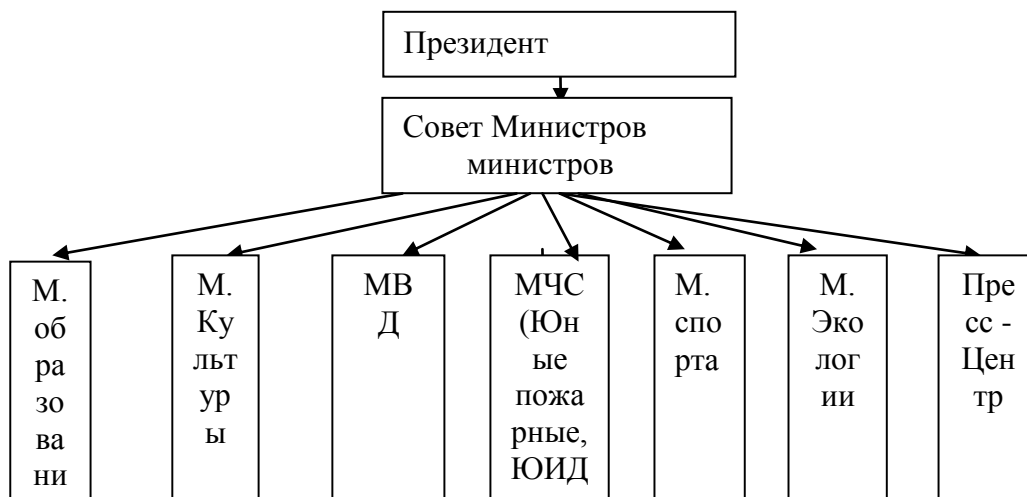 Президент
Совет Министров
министров
М.
об
ра
зо
ва
ни
М.
Ку
льт
ур
ы
МВ
Д
МЧС
(Юн
ые
пожа
рные,
ЮИД
М.
спо
рта
М.
Эко
лог
ии
Пре
сс -
Цен
тр